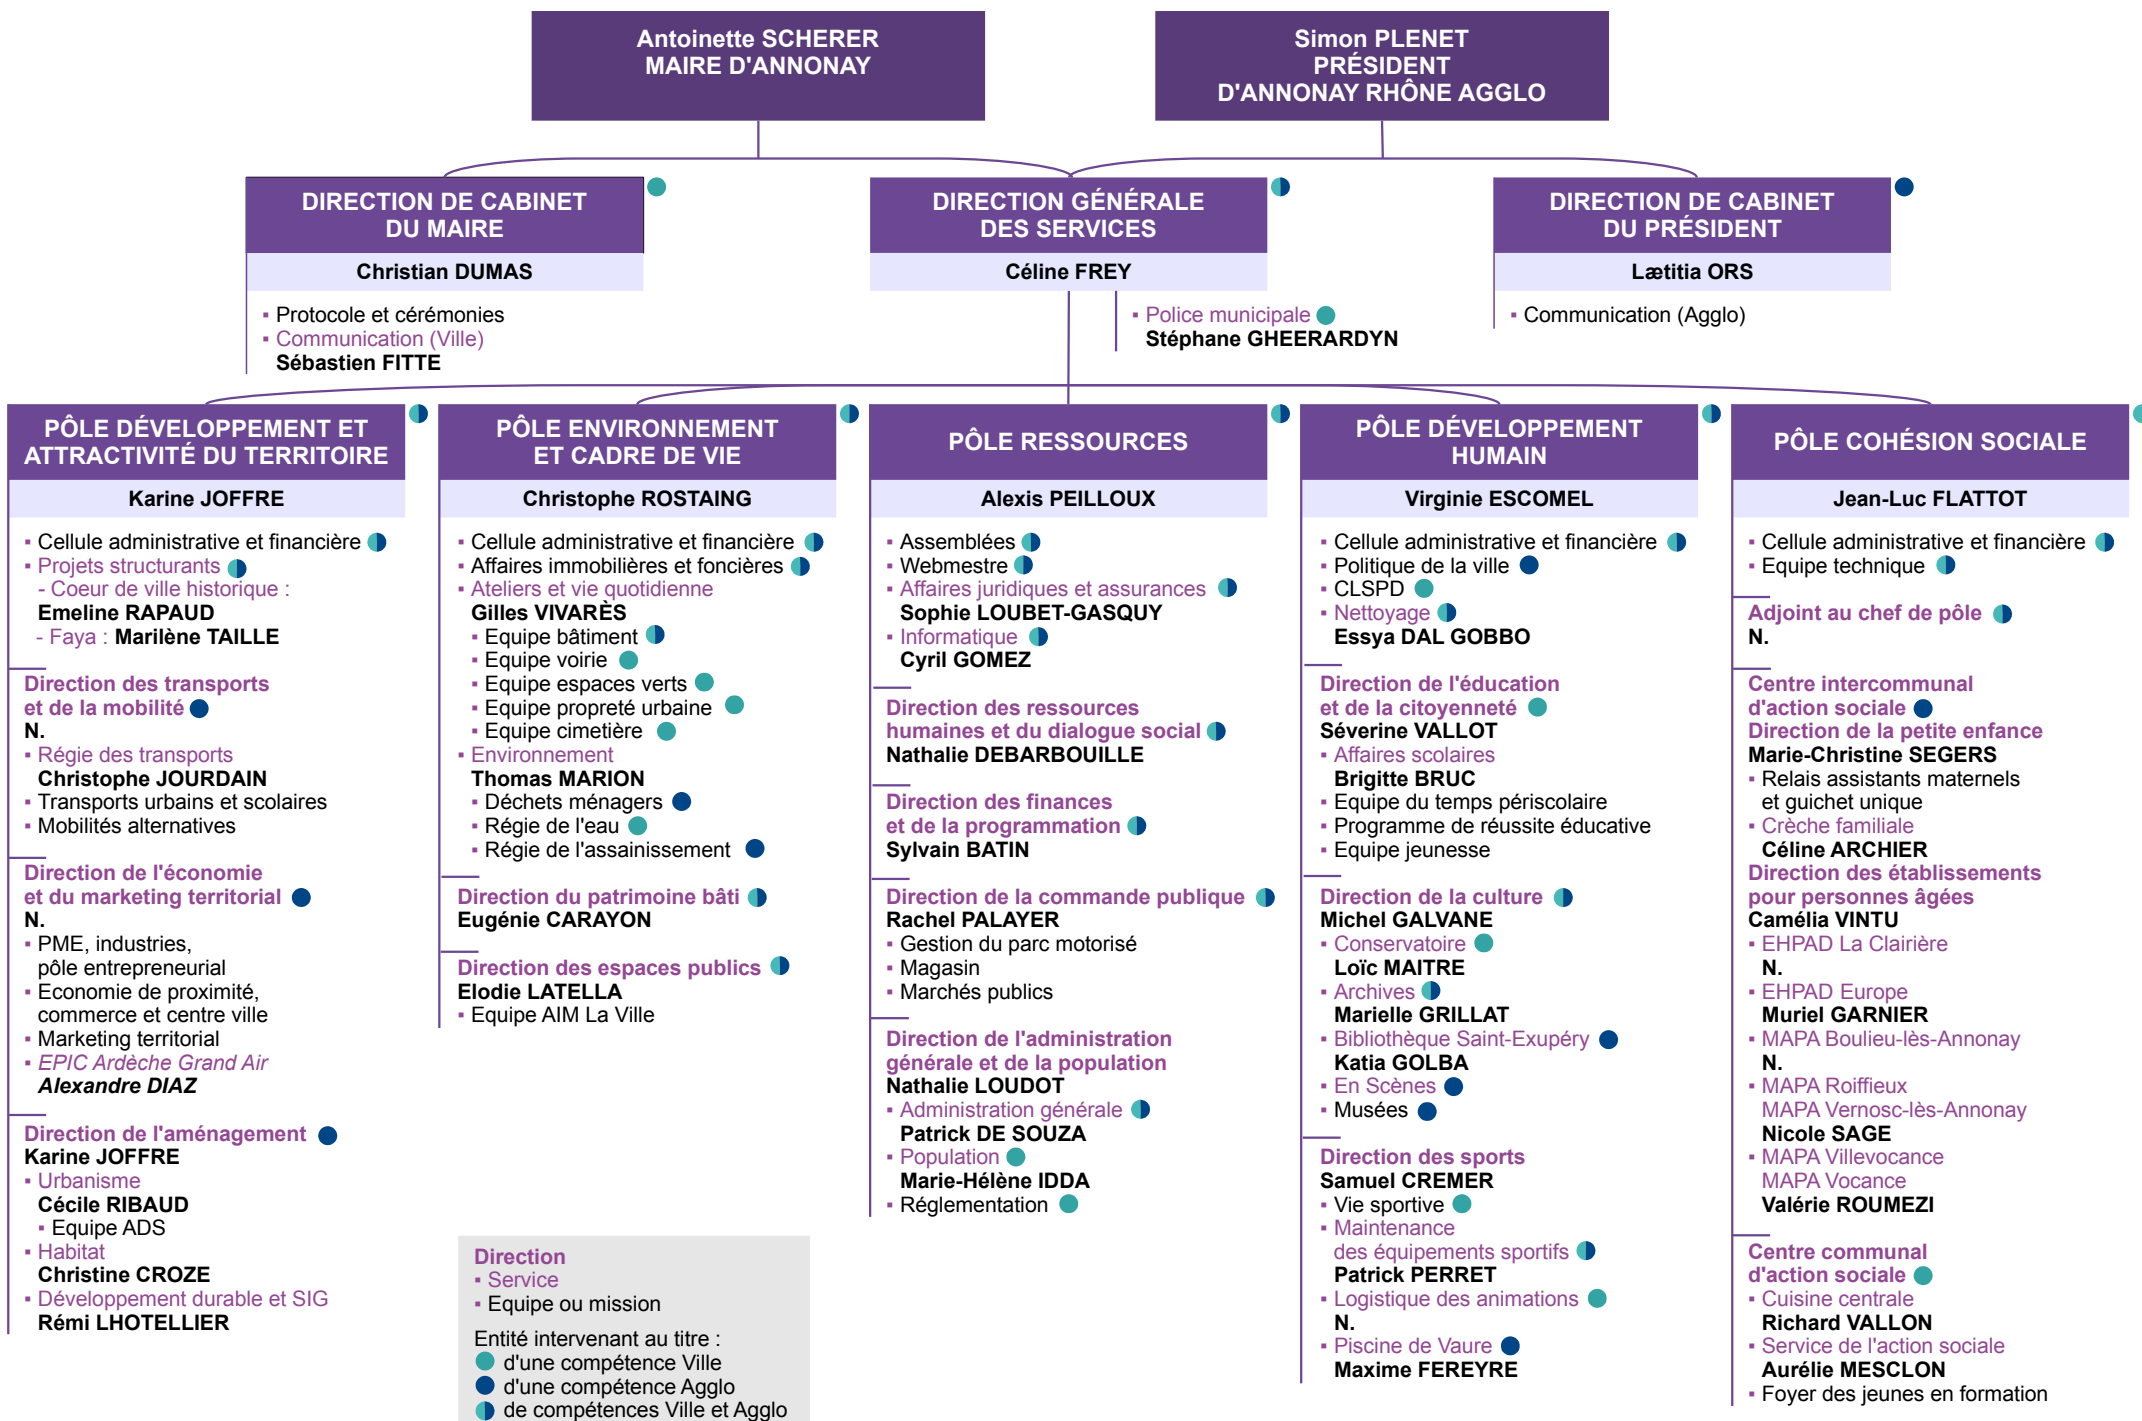 Antoinette SCHERER
MAIRE D'ANNONAY
Simon PLENET
PRÉSIDENT
D'ANNONAY RHÔNE AGGLO
DIRECTION DE CABINET
DU MAIRE
Christian DUMAS
▪ Protocole et cérémonies
▪ Communication (Ville)
Sébastien FITTE
DIRECTION GÉNÉRALE
DES SERVICES
Céline FREY
▪ Police municipale
Stéphane GHEERARDYN
DIRECTION DE CABINET
DU PRÉSIDENT
Lætitia ORS
▪ Communication (Agglo)
PÔLE DÉVELOPPEMENT ET
ATTRACTIVITÉ DU TERRITOIRE
Karine JOFFRE
▪ Cellule administrative et financière
▪ Projets structurants
- Coeur de ville historique :
Emeline RAPAUD
- Faya : Marilène TAILLE
Direction des transports
et de la mobilité
N.
▪ Régie des transports
Christophe JOURDAIN
▪ Transports urbains et scolaires
▪ Mobilités alternatives
Direction de l'économie
et du marketing territorial
N.
▪ PME, industries,
pôle entrepreneurial
▪ Economie de proximité,
commerce et centre ville
▪ Marketing territorial
▪ EPIC Ardèche Grand Air
Alexandre DIAZ
Direction de l'aménagement
Karine JOFFRE
▪ Urbanisme
Cécile RIBAUD
▪ Equipe ADS
▪ Habitat
Christine CROZE
▪ Développement durable et SIG
Rémi LHOTELLIER
PÔLE ENVIRONNEMENT
ET CADRE DE VIE
Christophe ROSTAING
▪ Cellule administrative et financière
▪ Affaires immobilières et foncières
▪ Ateliers et vie quotidienne
Gilles VIVARÈS
▪ Equipe bâtiment
▪ Equipe voirie
▪ Equipe espaces verts
▪ Equipe propreté urbaine
▪ Equipe cimetière
▪ Environnement
Thomas MARION
▪ Déchets ménagers
▪ Régie de l'eau
▪ Régie de l'assainissement
Direction du patrimoine bâti
Eugénie CARAYON
Direction des espaces publics
Elodie LATELLA
▪ Equipe AIM La Ville
PÔLE RESSOURCES
Alexis PEILLOUX
▪ Assemblées
▪ Webmestre
▪ Affaires juridiques et assurances
Sophie LOUBET-GASQUY
▪ Informatique
Cyril GOMEZ
Direction des ressources
humaines et du dialogue social
Nathalie DEBARBOUILLE
Direction des finances
et de la programmation
Sylvain BATIN
Direction de la commande publique
Rachel PALAYER
▪ Gestion du parc motorisé
▪ Magasin
▪ Marchés publics
Direction de l'administration
générale et de la population
Nathalie LOUDOT
▪ Administration générale
Patrick DE SOUZA
▪ Population
Marie-Hélène IDDA
▪ Réglementation
PÔLE DÉVELOPPEMENT
HUMAIN
Virginie ESCOMEL
▪ Cellule administrative et financière
▪ Politique de la ville
▪ CLSPD
▪ Nettoyage
Essya DAL GOBBO
Direction de l'éducation
et de la citoyenneté
Séverine VALLOT
▪ Affaires scolaires
Brigitte BRUC
▪ Equipe du temps périscolaire
▪ Programme de réussite éducative
▪ Equipe jeunesse
Direction de la culture
Michel GALVANE
▪ Conservatoire
Loïc MAITRE
▪ Archives
Marielle GRILLAT
▪ Bibliothèque Saint-Exupéry
Katia GOLBA
▪ En Scènes
▪ Musées
Direction des sports
Samuel CREMER
▪ Vie sportive
▪ Maintenance
des équipements sportifs
Patrick PERRET
▪ Logistique des animations
N.
▪ Piscine de Vaure
Maxime FEREYRE
PÔLE COHÉSION SOCIALE
Jean-Luc FLATTOT
▪ Cellule administrative et financière
▪ Equipe technique
Adjoint au chef de pôle
N.
Centre intercommunal
d'action sociale
Direction de la petite enfance
Marie-Christine SEGERS
▪ Relais assistants maternels
et guichet unique
▪ Crèche familiale
Céline ARCHIER
Direction des établissements
pour personnes âgées
Camélia VINTU
▪ EHPAD La Clairière
N.
▪ EHPAD Europe
Muriel GARNIER
▪ MAPA Boulieu-lès-Annonay
N.
▪ MAPA Roiffieux
MAPA Vernosc-lès-Annonay
Nicole SAGE
▪ MAPA Villevocance
MAPA Vocance
Valérie ROUMEZI
Centre communal
d'action sociale
▪ Cuisine centrale
Richard VALLON
▪ Service de l'action sociale
Aurélie MESCLON
▪ Foyer des jeunes en formation
Direction
▪ Service
▪ Equipe ou mission
Entité intervenant au titre :
d'une compétence Ville
d'une compétence Agglo
de compétences Ville et Agglo